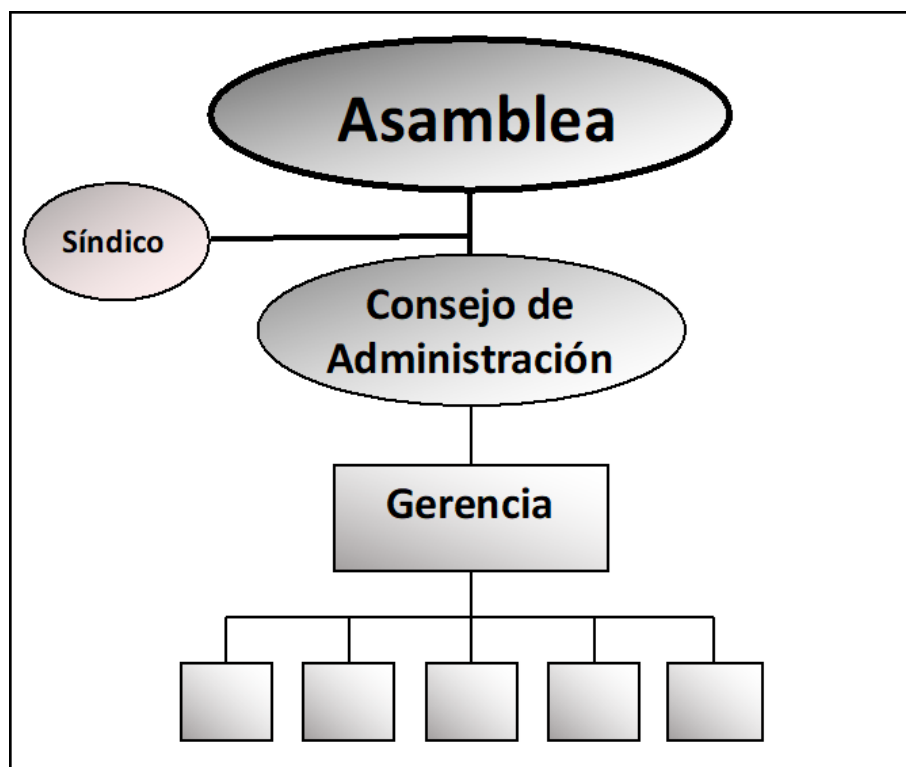 Asamblea
Síndico
Consejo de
Administración
Gerencia